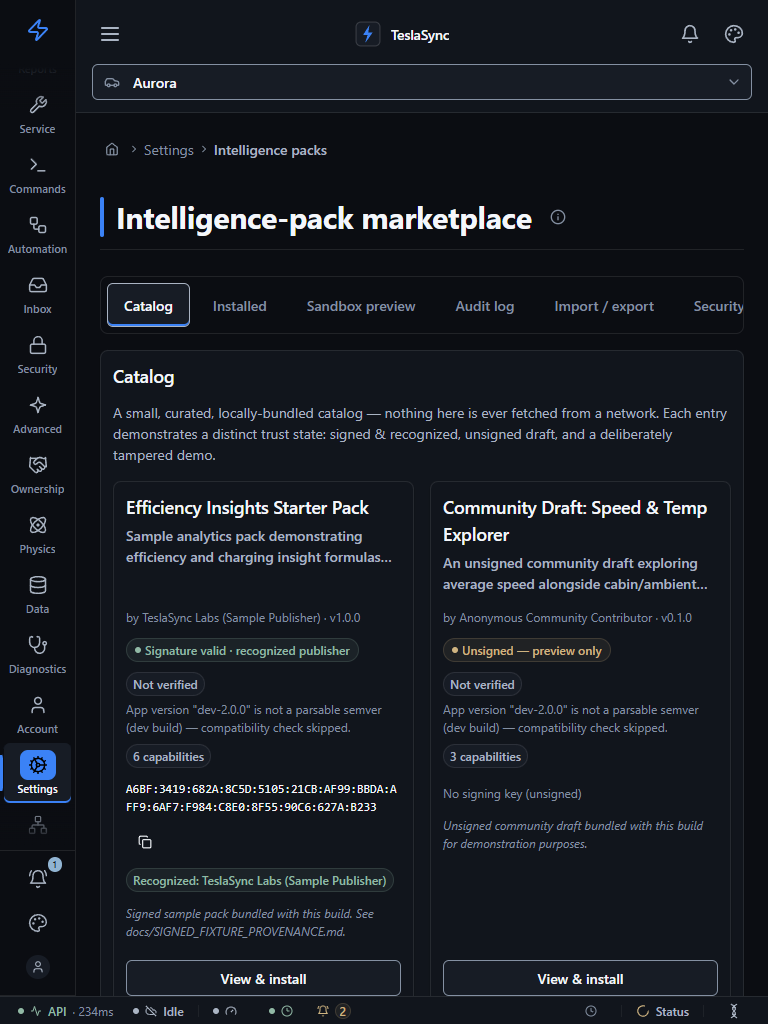 TeslaSync
Aurora
Service
Commands
Automation
Inbox
Security
Advanced
Ownership
Physics
Data
Diagnostics
Account
Settings
1
Settings
Intelligence packs
Intelligence-pack marketplace
Catalog
Installed
Sandbox preview
Audit log
Import / export
Security
Catalog
A small, curated, locally-bundled catalog — nothing here is ever fetched from a network. Each entry
demonstrates a distinct trust state: signed & recognized, unsigned draft, and a deliberately
tampered demo.
Efficiency Insights Starter Pack
Sample analytics pack demonstrating
efficiency and charging insight formulas...
by TeslaSync Labs (Sample Publisher) · v1.0.0
Signature valid · recognized publisher
Not verified
App version "dev-2.0.0" is not a parsable semver
(dev build) — compatibility check skipped.
6 capabilities
A6BF:3419:682A:8C5D:5105:21CB:AF99:BBDA:A
FF9:6AF7:F984:C8E0:8F55:90C6:627A:B233
Recognized: TeslaSync Labs (Sample Publisher)
Signed sample pack bundled with this build. See
docs/SIGNED_FIXTURE_PROVENANCE.md.
View & install
Community Draft: Speed & Temp
Explorer
An unsigned community draft exploring
average speed alongside cabin/ambient...
by Anonymous Community Contributor · v0.1.0
Unsigned — preview only
Not verified
App version "dev-2.0.0" is not a parsable semver
(dev build) — compatibility check skipped.
3 capabilities
No signing key (unsigned)
Unsigned community draft bundled with this build
for demonstration purposes.
View & install
API · 234ms
Idle
2
Status